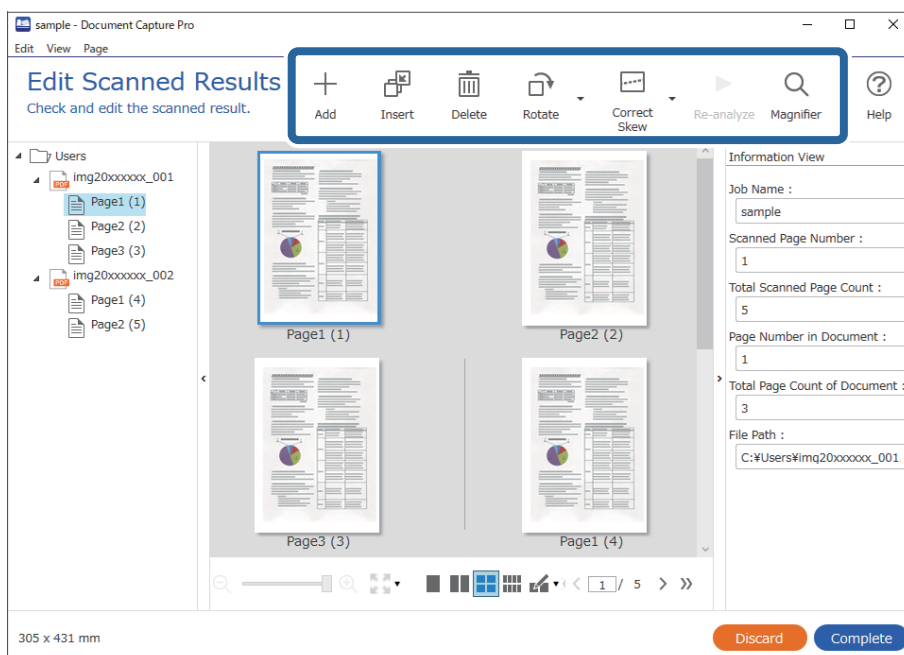 sample - Document Capture Pro
Edit View Page
Edit Scanned Results
Check and edit the scanned result.
Add
Insert
Delete
Rotate
Correct
Skew
Re-analyze
Magnifier
Help
Users
PDF
img20xxxxxx_001
Page1 (1)
Page2 (2)
Page3 (3)
PDF
img20xxxxxx_002
Page1 (4)
Page2 (5)
Page1 (1)
Page2 (2)
Page3 (3)
Page1 (4)
1 / 5
Information View
Job Name :
sample
Scanned Page Number :
1
Total Scanned Page Count :
5
Page Number in Document :
1
Total Page Count of Document :
3
File Path :
C:¥Users¥img20xxxxxx_001.
305 x 431 mm
Discard
Complete